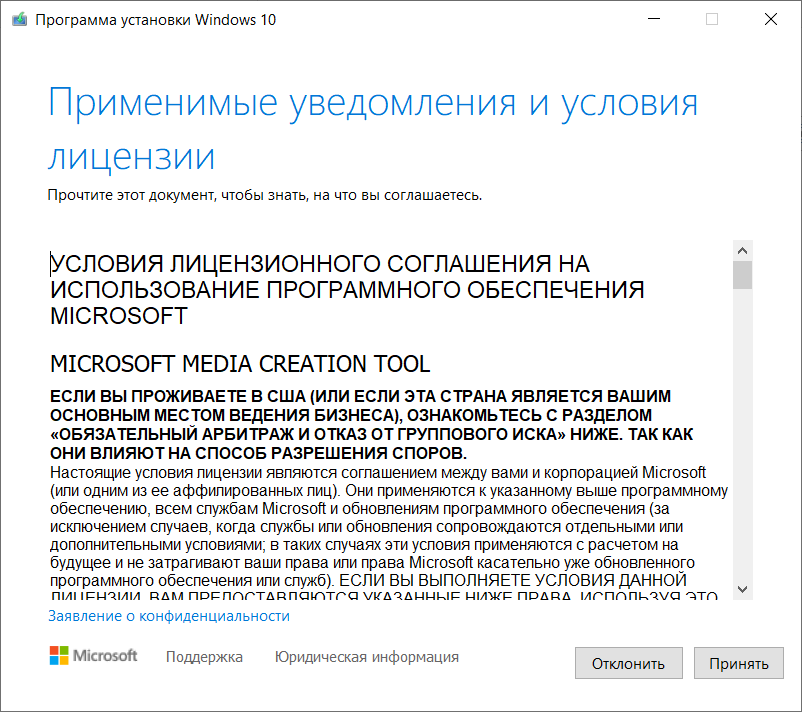 Программа установки Windows 10
Применимые уведомления и условия
лицензии
Прочтите этот документ, чтобы знать, на что вы соглашаетесь.
УСЛОВИЯ ЛИЦЕНЗИОННОГО СОГЛАШЕНИЯ НА
ИСПОЛЬЗОВАНИЕ ПРОГРАММНОГО ОБЕСПЕЧЕНИЯ
MICROSOFT
MICROSOFT MEDIA CREATION TOOL
ЕСЛИ ВЫ ПРОЖИВАЕТЕ В США (ИЛИ ЕСЛИ ЭТА СТРАНА ЯВЛЯЕТСЯ ВАШИМ
ОСНОВНЫМ МЕСТОМ ВЕДЕНИЯ БИЗНЕСА), ОЗНАКОМЬТЕСЬ С РАЗДЕЛОМ
«ОБЯЗАТЕЛЬНЫЙ АРБИТРАЖ И ОТКАЗ ОТ ГРУППОВОГО ИСКА» НИЖЕ. ТАК КАК
ОНИ ВЛИЯЮТ НА СПОСОБ РАЗРЕШЕНИЯ СПОРОВ.
Настоящие условия лицензии являются соглашением между вами и корпорацией Microsoft
(или одним из ее аффилированных лиц). Они применяются к указанному выше программному
обеспечению, всем службам Microsoft и обновлениям программного обеспечения (за
исключением случаев, когда службы или обновления сопровождаются отдельными или
дополнительными условиями; в таких случаях эти условия применяются с расчетом на
будущее и не затрагивают ваши права или права Microsoft касательно уже обновленного
программного обеспечения или служб). ЕСЛИ ВЫ ВЫПОЛНЯЕТЕ УСЛОВИЯ ДАННОЙ
ЛИЦЕНЗИИ, ВАМ ПРЕДОСТАВЛЯЮТСЯ УКАЗАННЫЕ НИЖЕ ПРАВА. ИСПОЛЬЗУЯ ЭТО
Заявление о конфиденциальности
Microsoft Поддержка Юридическая информация Отклонить Принять